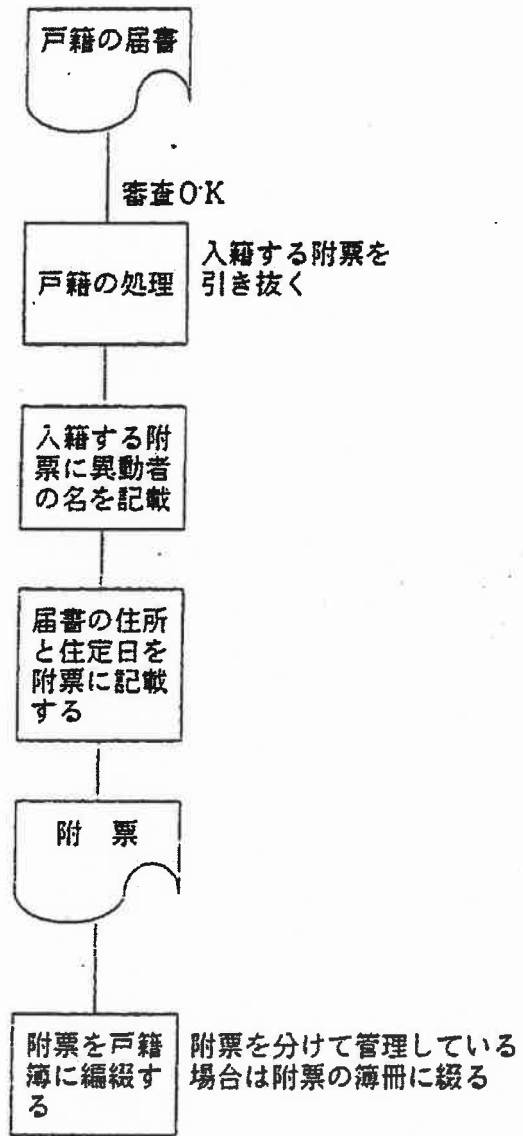 戸籍の届書
審査O・K
戸籍の処理
入籍する附票を
引き抜く
入籍する附
票に異動者
の名を記載
届書の住所
と住定日を
附票に記載
する
附 票
附票を戸籍
簿に編綴す
る
附票を分けて管理している
場合は附票の簿冊に綴る